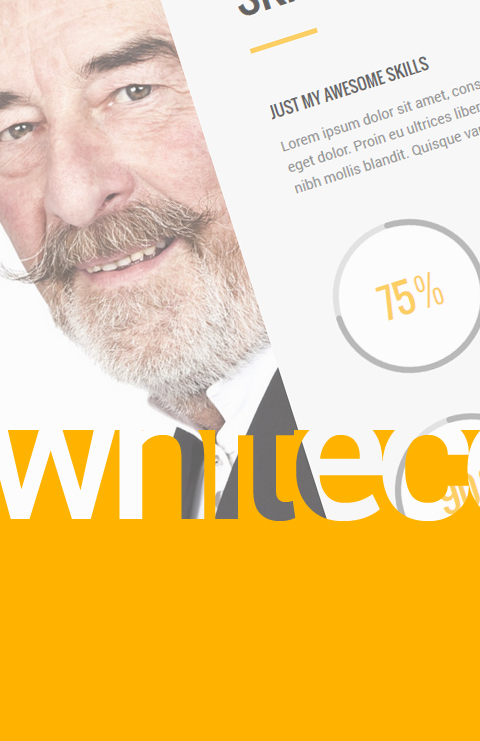 JUST MY AWESOME SKILLS
Lorem ipsum dolor sit amet, cons
eget dolor. Proin eu ultrices liber
nibh mollis blandit. Quisque va
75%
90
whitec